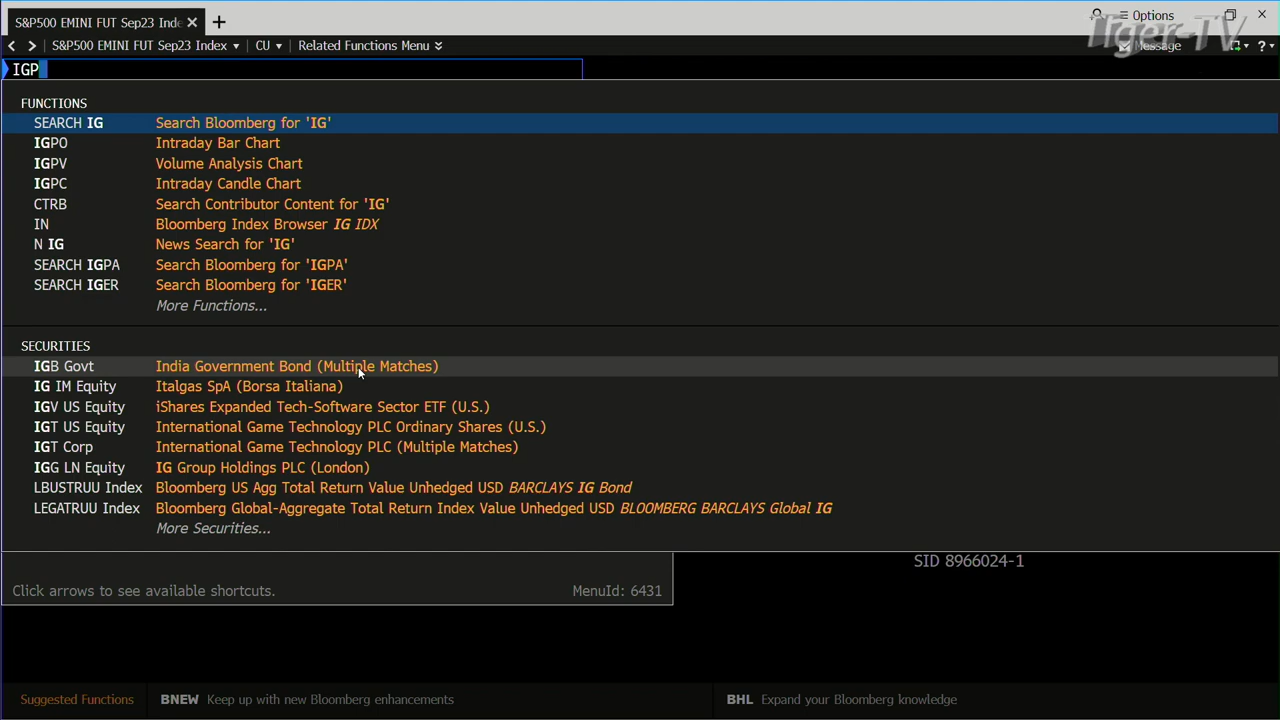 S&P500 EMINI FUT Sep23 Inde
Options
S&P500 EMINI FUT Sep23 Index CU Related Functions Menu
Message
Tiger-TV
IGP
FUNCTIONS
SEARCH IG Search Bloomberg for 'IG'
IGPO Intraday Bar Chart
IGPV Volume Analysis Chart
IGPC Intraday Candle Chart
CTRB Search Contributor Content for 'IG'
IN Bloomberg Index Browser IG IDX
N IG News Search for 'IG'
SEARCH IGPA Search Bloomberg for 'IGPA'
SEARCH IGER Search Bloomberg for 'IGER'
More Functions...
SECURITIES
IGB Govt India Government Bond (Multiple Matches)
IG IM Equity Italgas SpA (Borsa Italiana)
IGV US Equity iShares Expanded Tech-Software Sector ETF (U.S.)
IGT US Equity International Game Technology PLC Ordinary Shares (U.S.)
IGT Corp International Game Technology PLC (Multiple Matches)
IGG LN Equity IG Group Holdings PLC (London)
LBUSTRUU Index Bloomberg US Agg Total Return Value Unhedged USD BARCLAYS IG Bond
LEGATRUU Index Bloomberg Global-Aggregate Total Return Index Value Unhedged USD BLOOMBERG BARCLAYS Global IG
More Securities...
SID 8966024-1
Click arrows to see available shortcuts. MenuId: 6431
Suggested Functions BNEW Keep up with new Bloomberg enhancements BHL Expand your Bloomberg knowledge